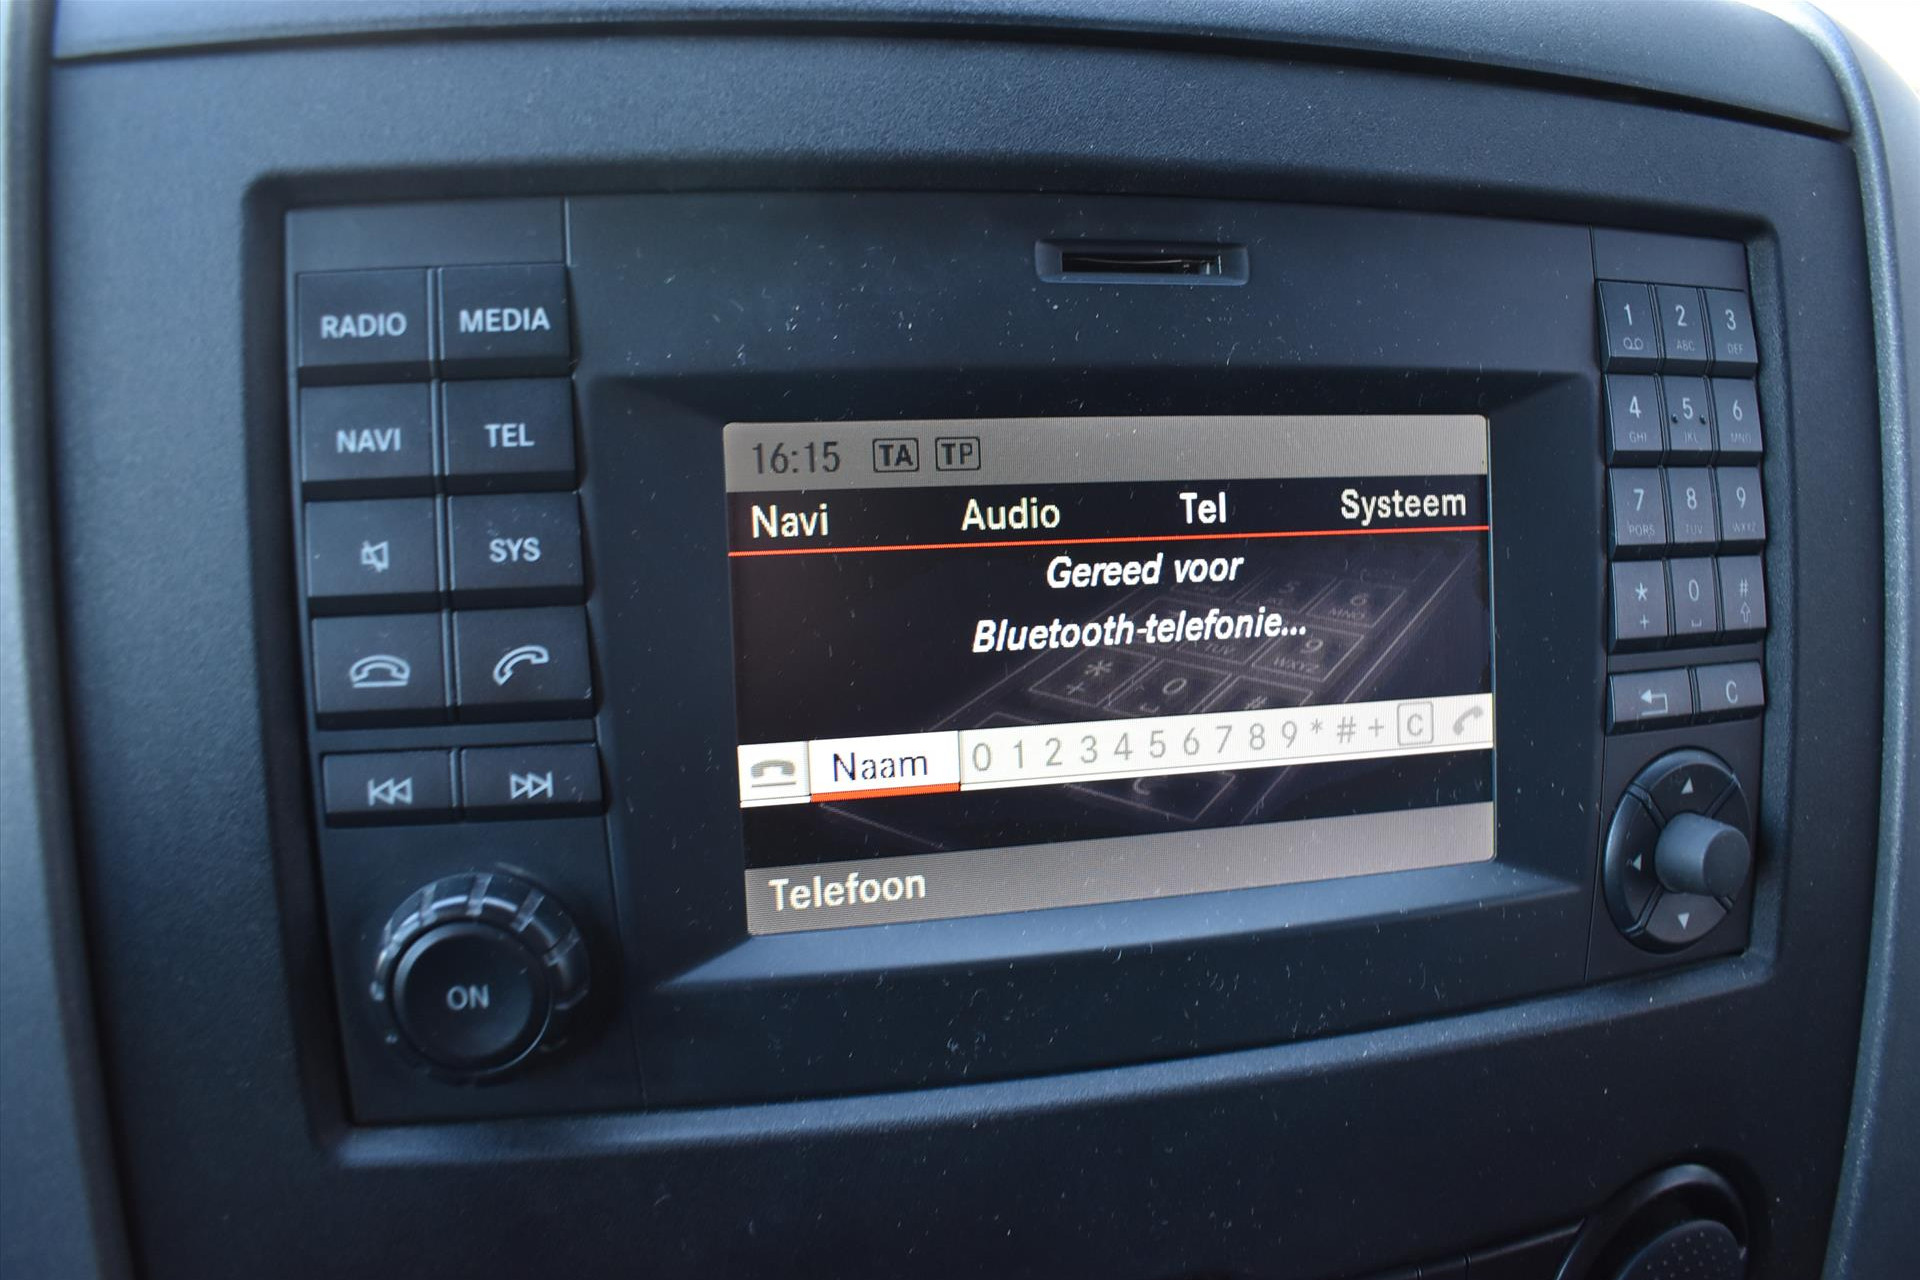 RADIO MEDIA
NAVI TEL
SYS
ON
16:15 TA TP
Navi Audio Tel Systeem
Gereed voor
Bluetooth-telefonie...
Naam 0 1 2 3 4 5 6 7 8 9 * # + C
Telefoon
1 2 3
ABC DEF
4 5 6
GHI JKL MNO
7 8 9
PQRS TUV WXYZ
* 0 #
+
C